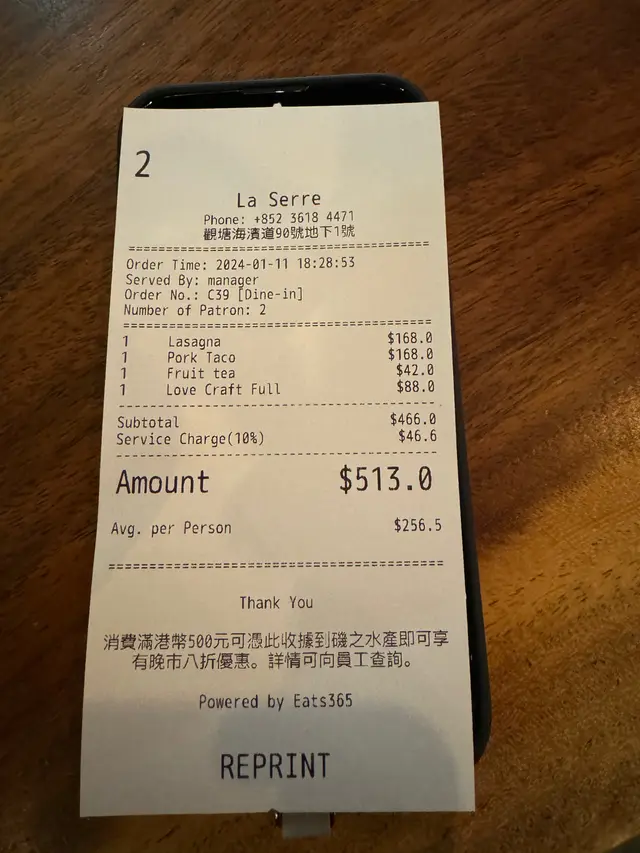 2
La Serre
Phone: +852 3618 4471
觀塘海濱道90號地下1號
Order Time: 2024-01-11 18:28:53
Served By: manager
Order No.: C39 [Dine-in]
Number of Patron: 2
1 Lasagna $168.0
1 Pork Taco $168.0
1 Fruit tea $42.0
1 Love Craft Full $88.0
Subtotal $466.0
Service Charge(10%) $46.6
Amount $513.0
Avg. per Person $256.5
Thank You
消費滿港幣500元可憑此收據到磯之水產即可享
有晚市八折優惠。詳情可向員工查詢。
Powered by Eats365
REPRINT